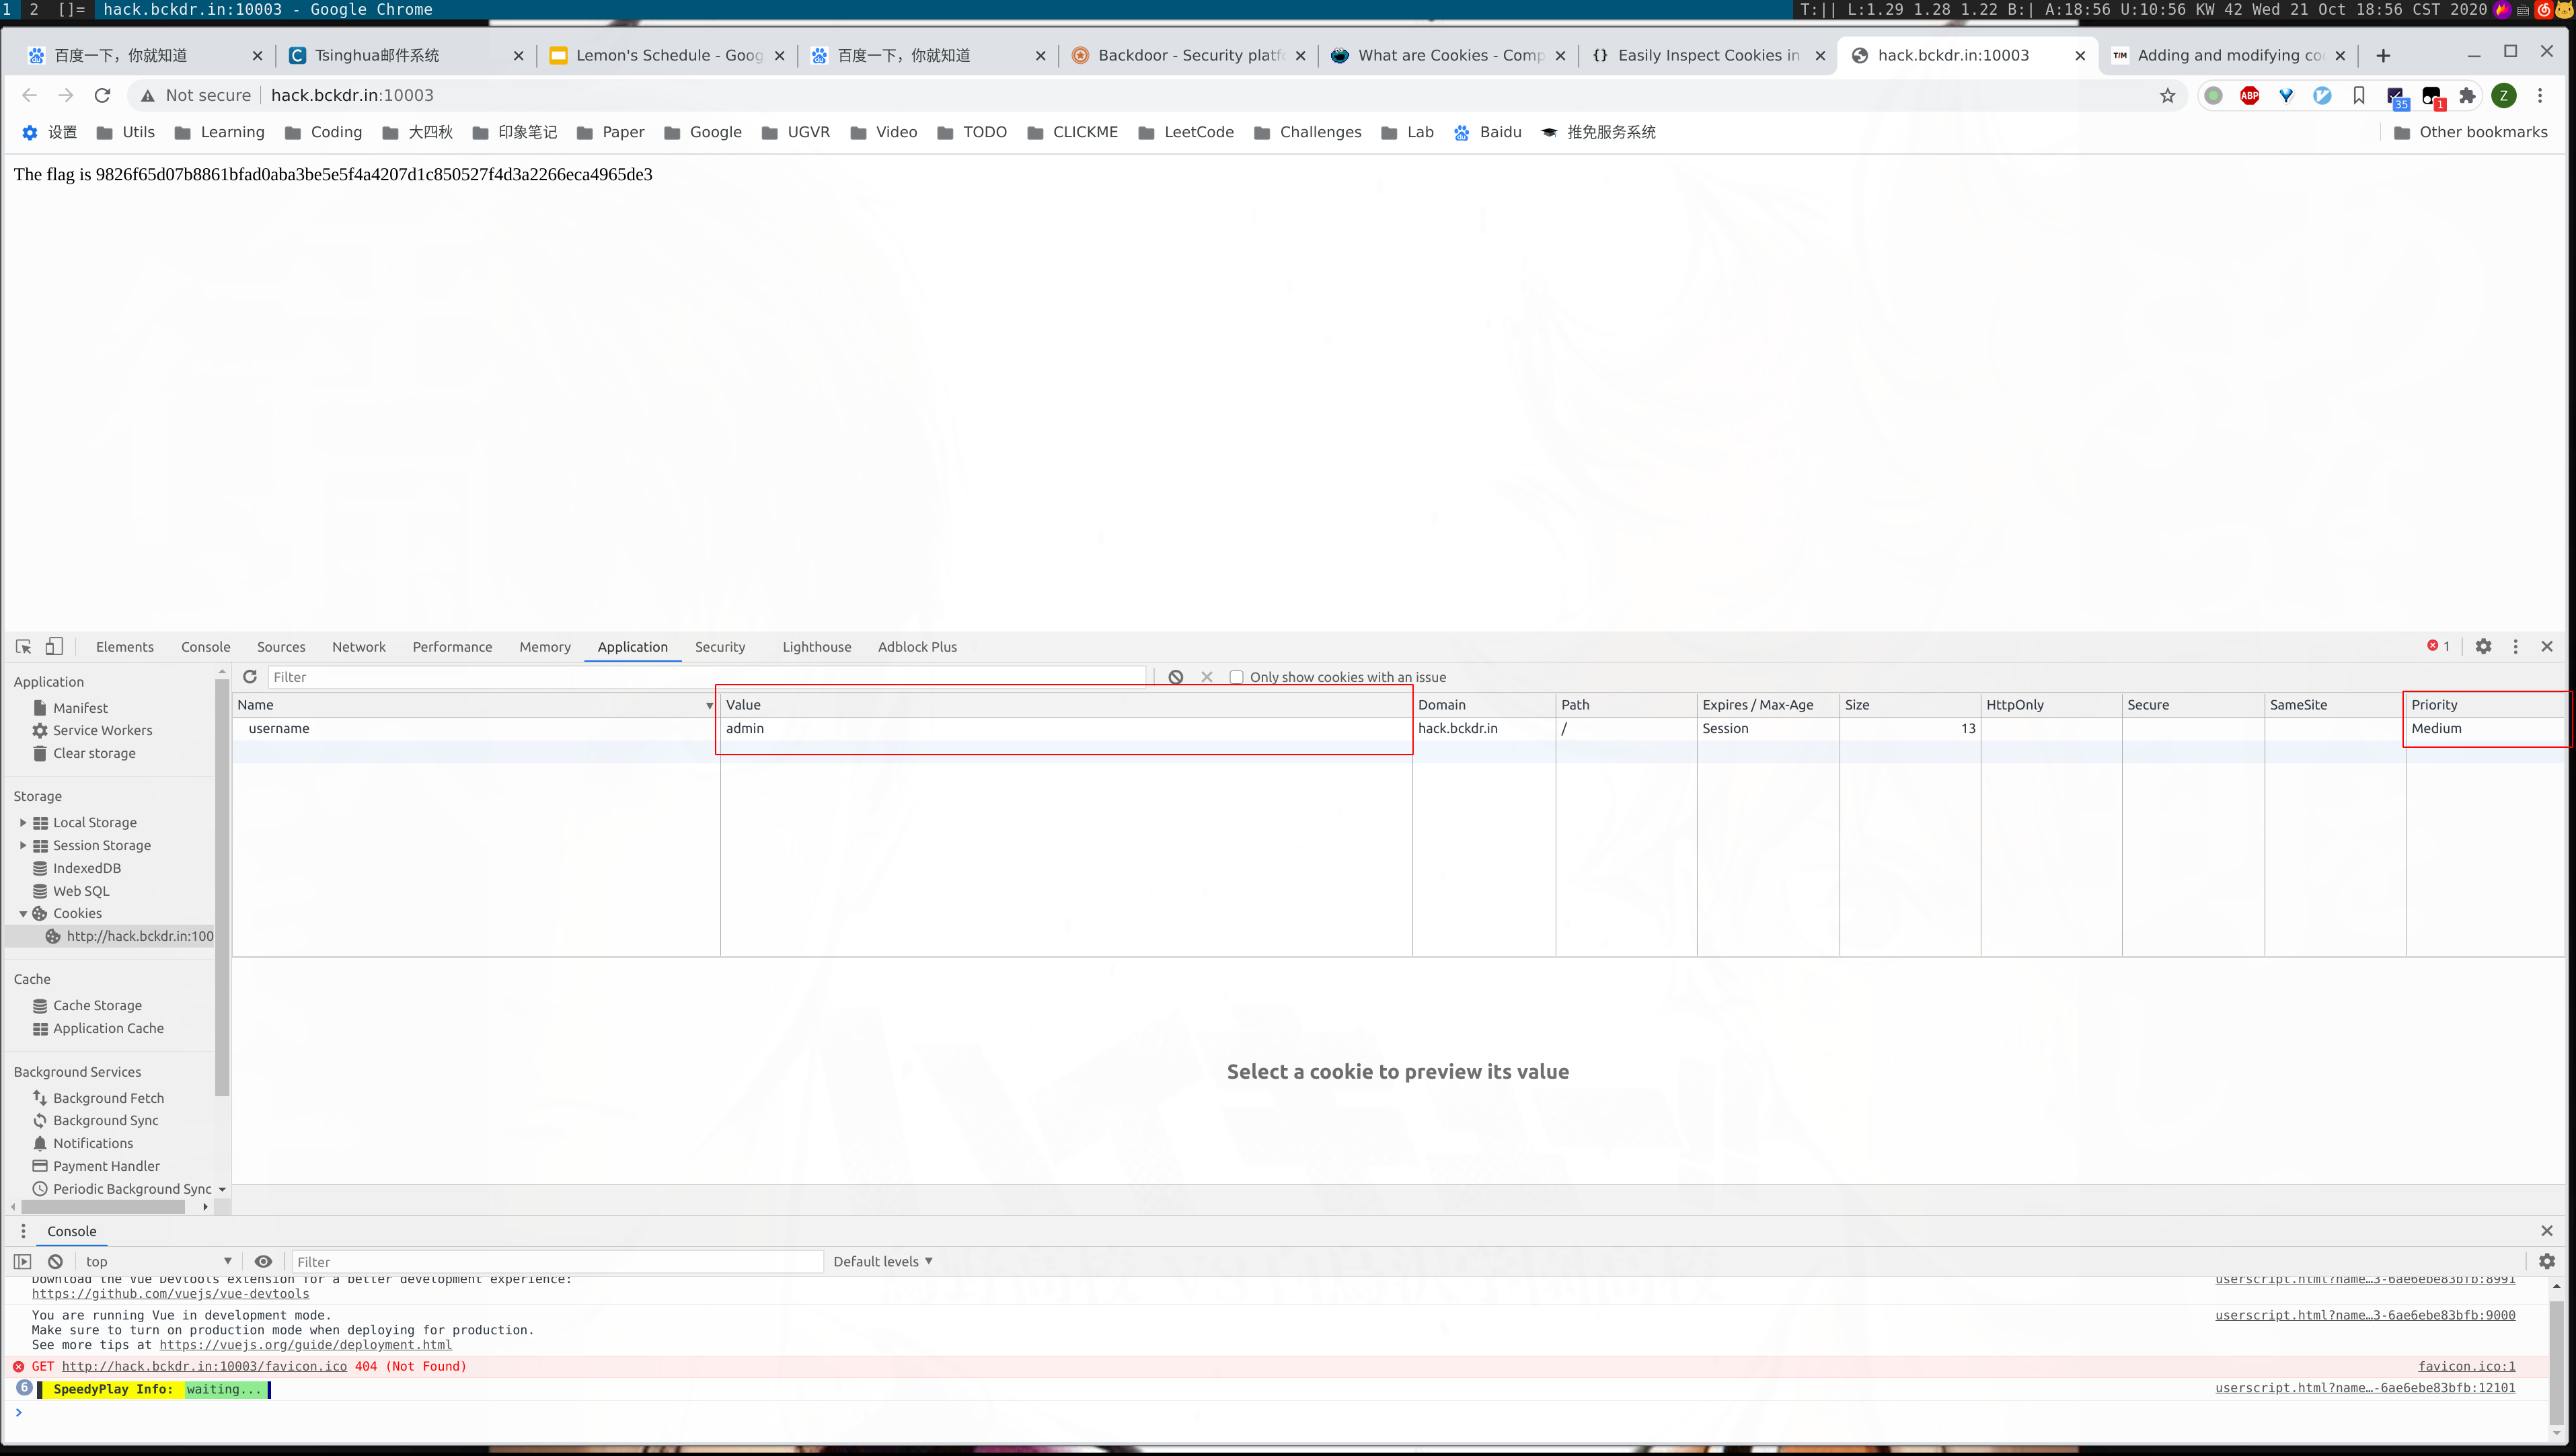 1 2 []= hack.bckdr.in:10003 - Google Chrome T:|| L:1.29 1.28 1.22 B:| A:18:56 U:10:56 KW 42 Wed 21 Oct 18:56 CST 2020
百度一下，你就知道 Tsinghua邮件系统 Lemon's Schedule - Goog 百度一下，你就知道 Backdoor - Security platf What are Cookies - Comp Easily Inspect Cookies in hack.bckdr.in:10003 Adding and modifying co
Not secure hack.bckdr.in:10003 ABP 35 1 Z
设置 Utils Learning Coding 大四秋 印象笔记 Paper Google UGVR Video TODO CLICKME LeetCode Challenges Lab Baidu 推免服务系统 Other bookmarks
The flag is 9826f65d07b8861bfad0aba3be5e5f4a4207d1c850527f4d3a2266eca4965de3
Elements Console Sources Network Performance Memory Application Security Lighthouse Adblock Plus 1
Application Filter Only show cookies with an issue
Name Value Domain Path Expires / Max-Age Size HttpOnly Secure SameSite Priority
username admin hack.bckdr.in / Session 13 Medium
Manifest
Service Workers
Clear storage
Storage
Local Storage
Session Storage
IndexedDB
Web SQL
Cookies
http://hack.bckdr.in:100
Cache
Cache Storage
Application Cache
Select a cookie to preview its value
Background Services
Background Fetch
Background Sync
Notifications
Payment Handler
Periodic Background Sync
Console
top Filter Default levels
Download the Vue Devtools extension for a better development experience: userscript.html?name…3-6ae6ebe83bfb:8991
https://github.com/vuejs/vue-devtools
You are running Vue in development mode. userscript.html?name…3-6ae6ebe83bfb:9000
Make sure to turn on production mode when deploying for production.
See more tips at https://vuejs.org/guide/deployment.html
GET http://hack.bckdr.in:10003/favicon.ico 404 (Not Found) favicon.ico:1
6 SpeedyPlay Info: waiting... userscript.html?name…-6ae6ebe83bfb:12101